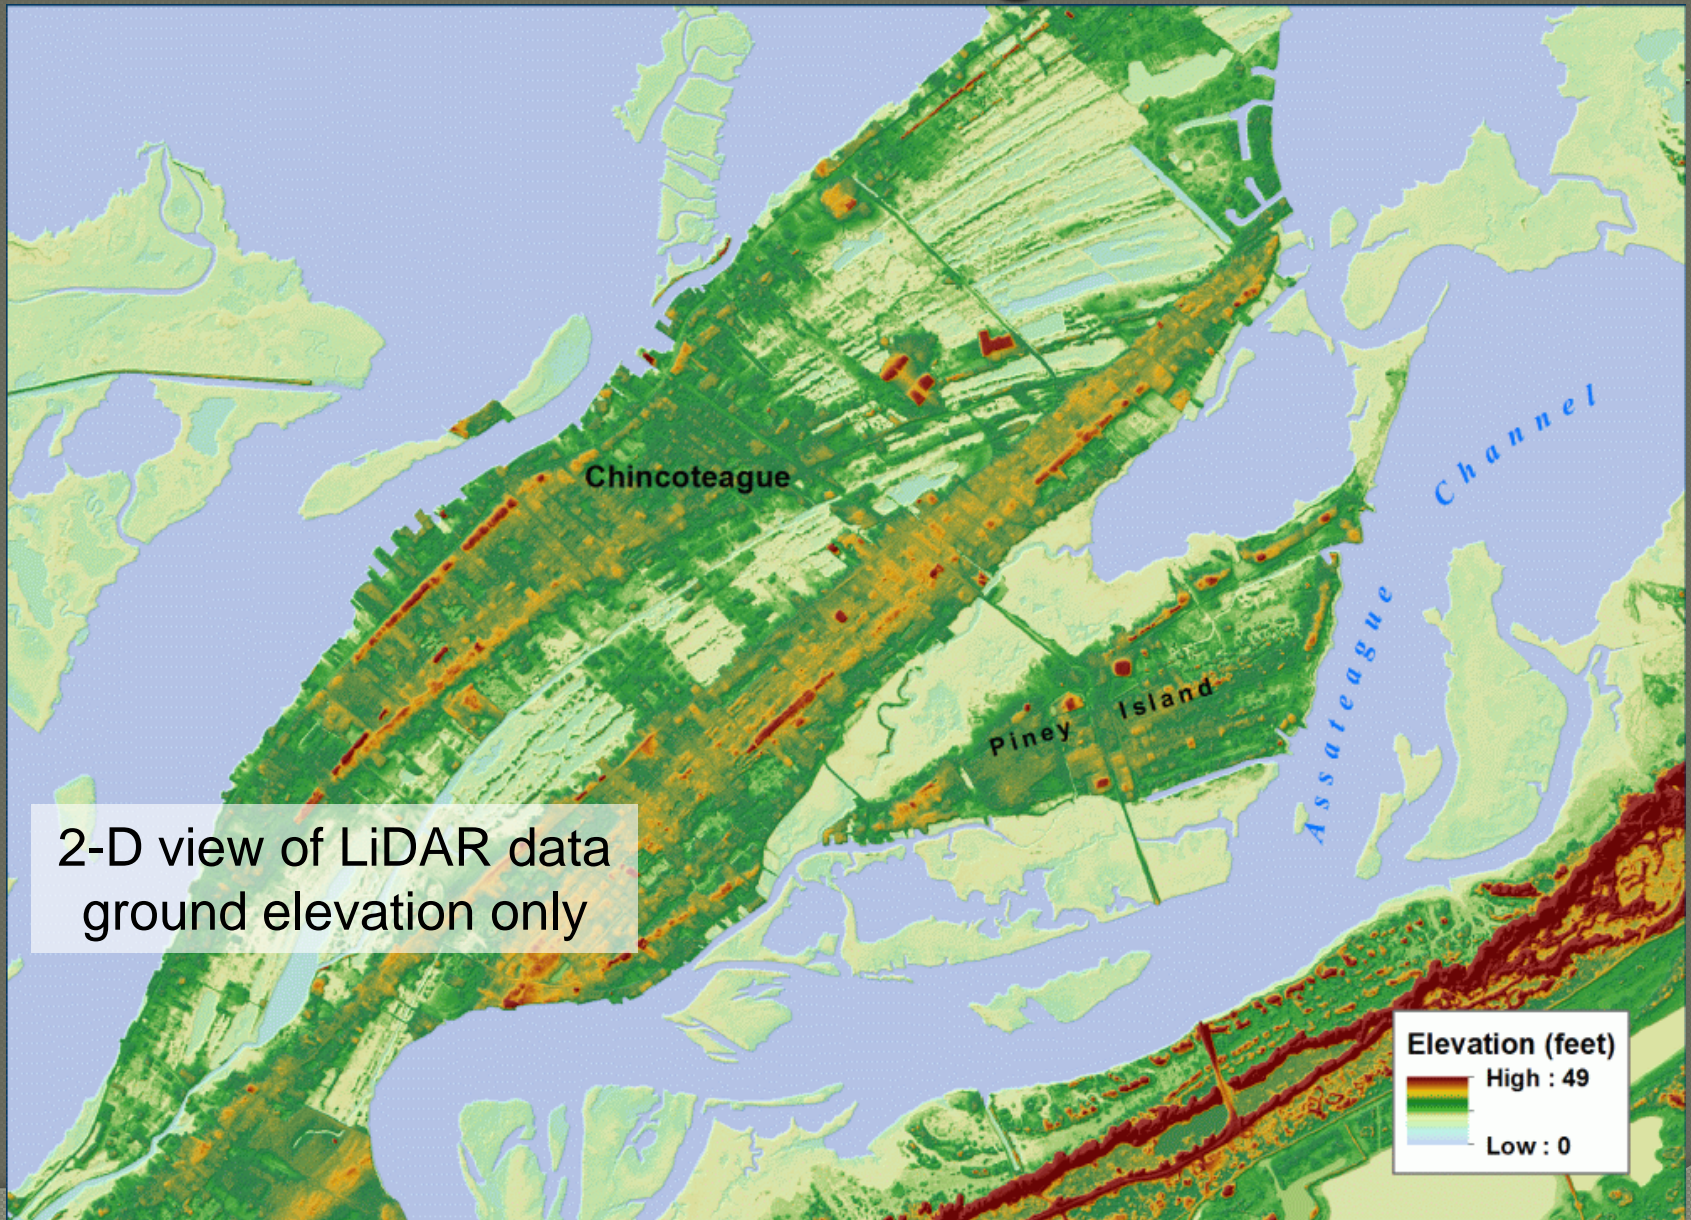 Chincoteague
Channel
Assateague
Piney Island
2-D view of LiDAR data
ground elevation only
Elevation (feet)
High : 49
Low : 0